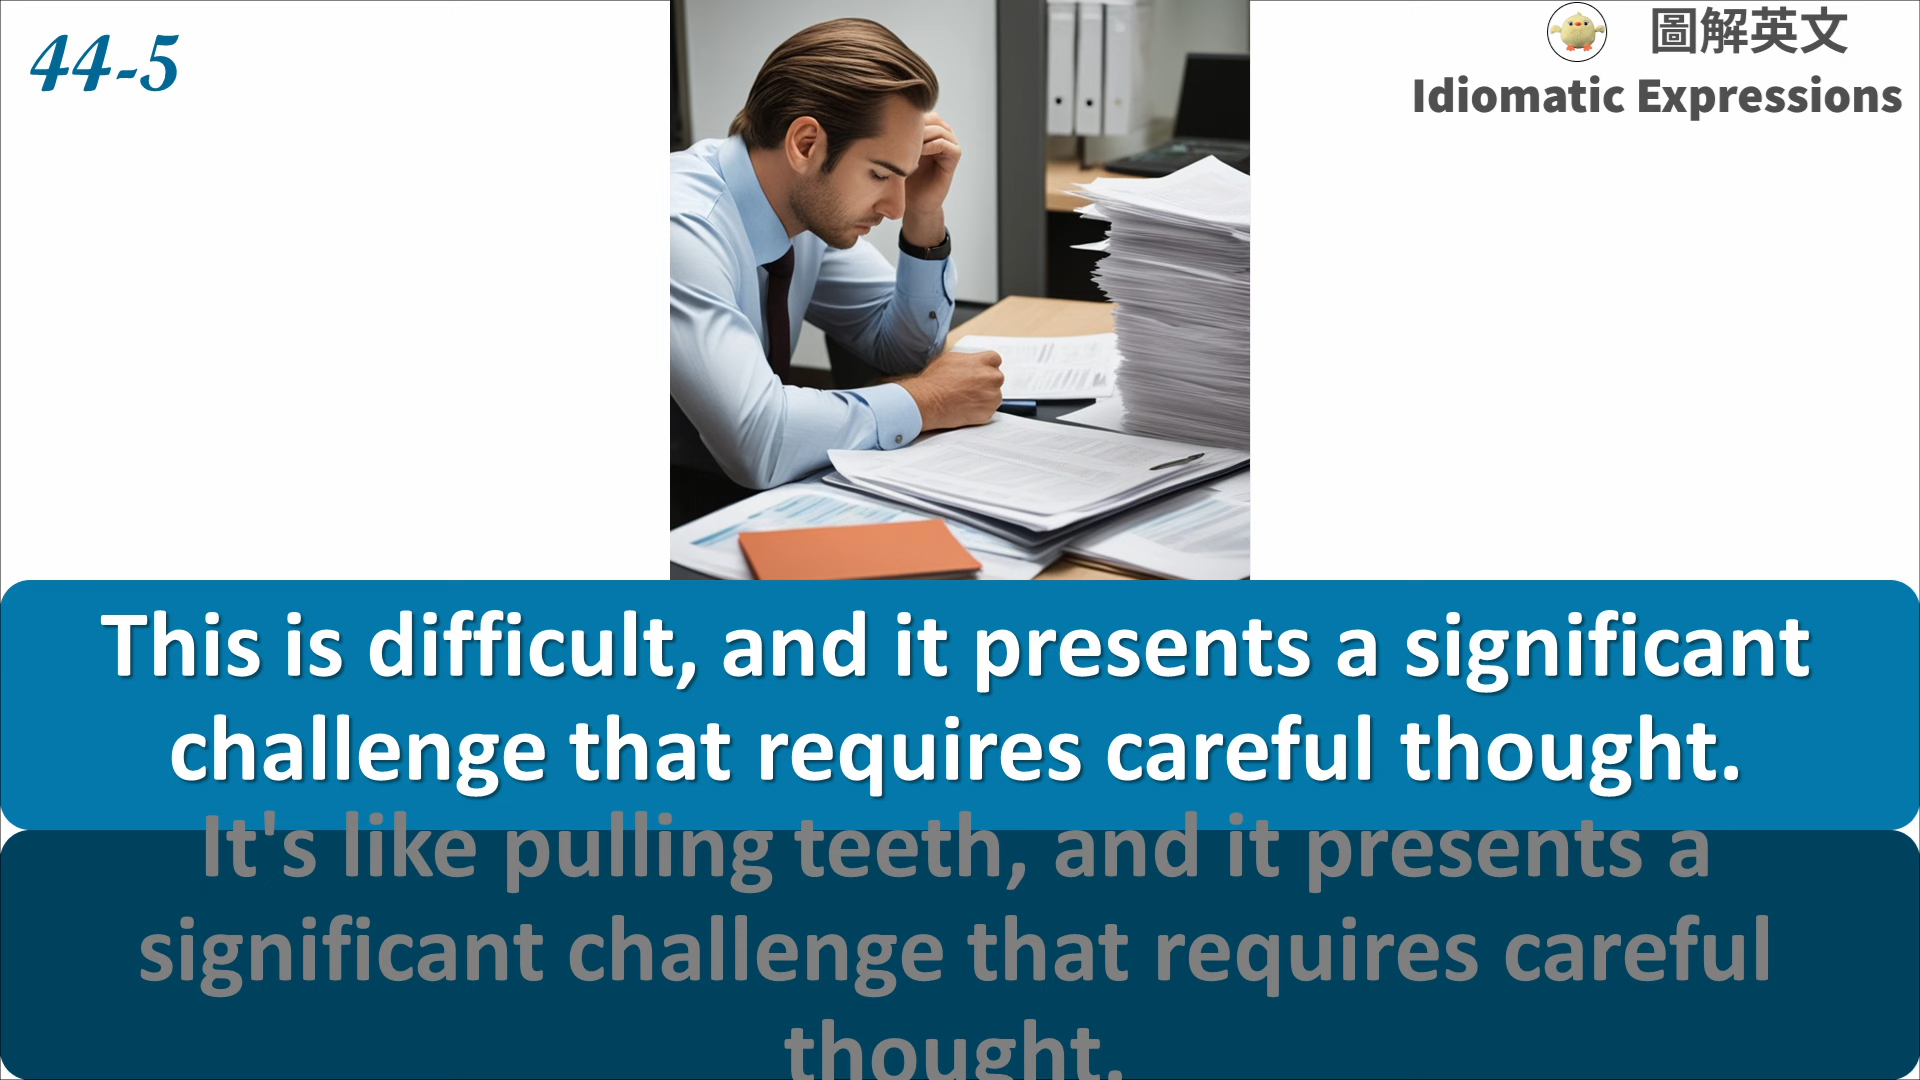 44-5
圖解英文
Idiomatic Expressions
This is difficult, and it presents a significant
challenge that requires careful thought.
It's like pulling teeth, and it presents a
significant challenge that requires careful
thought.